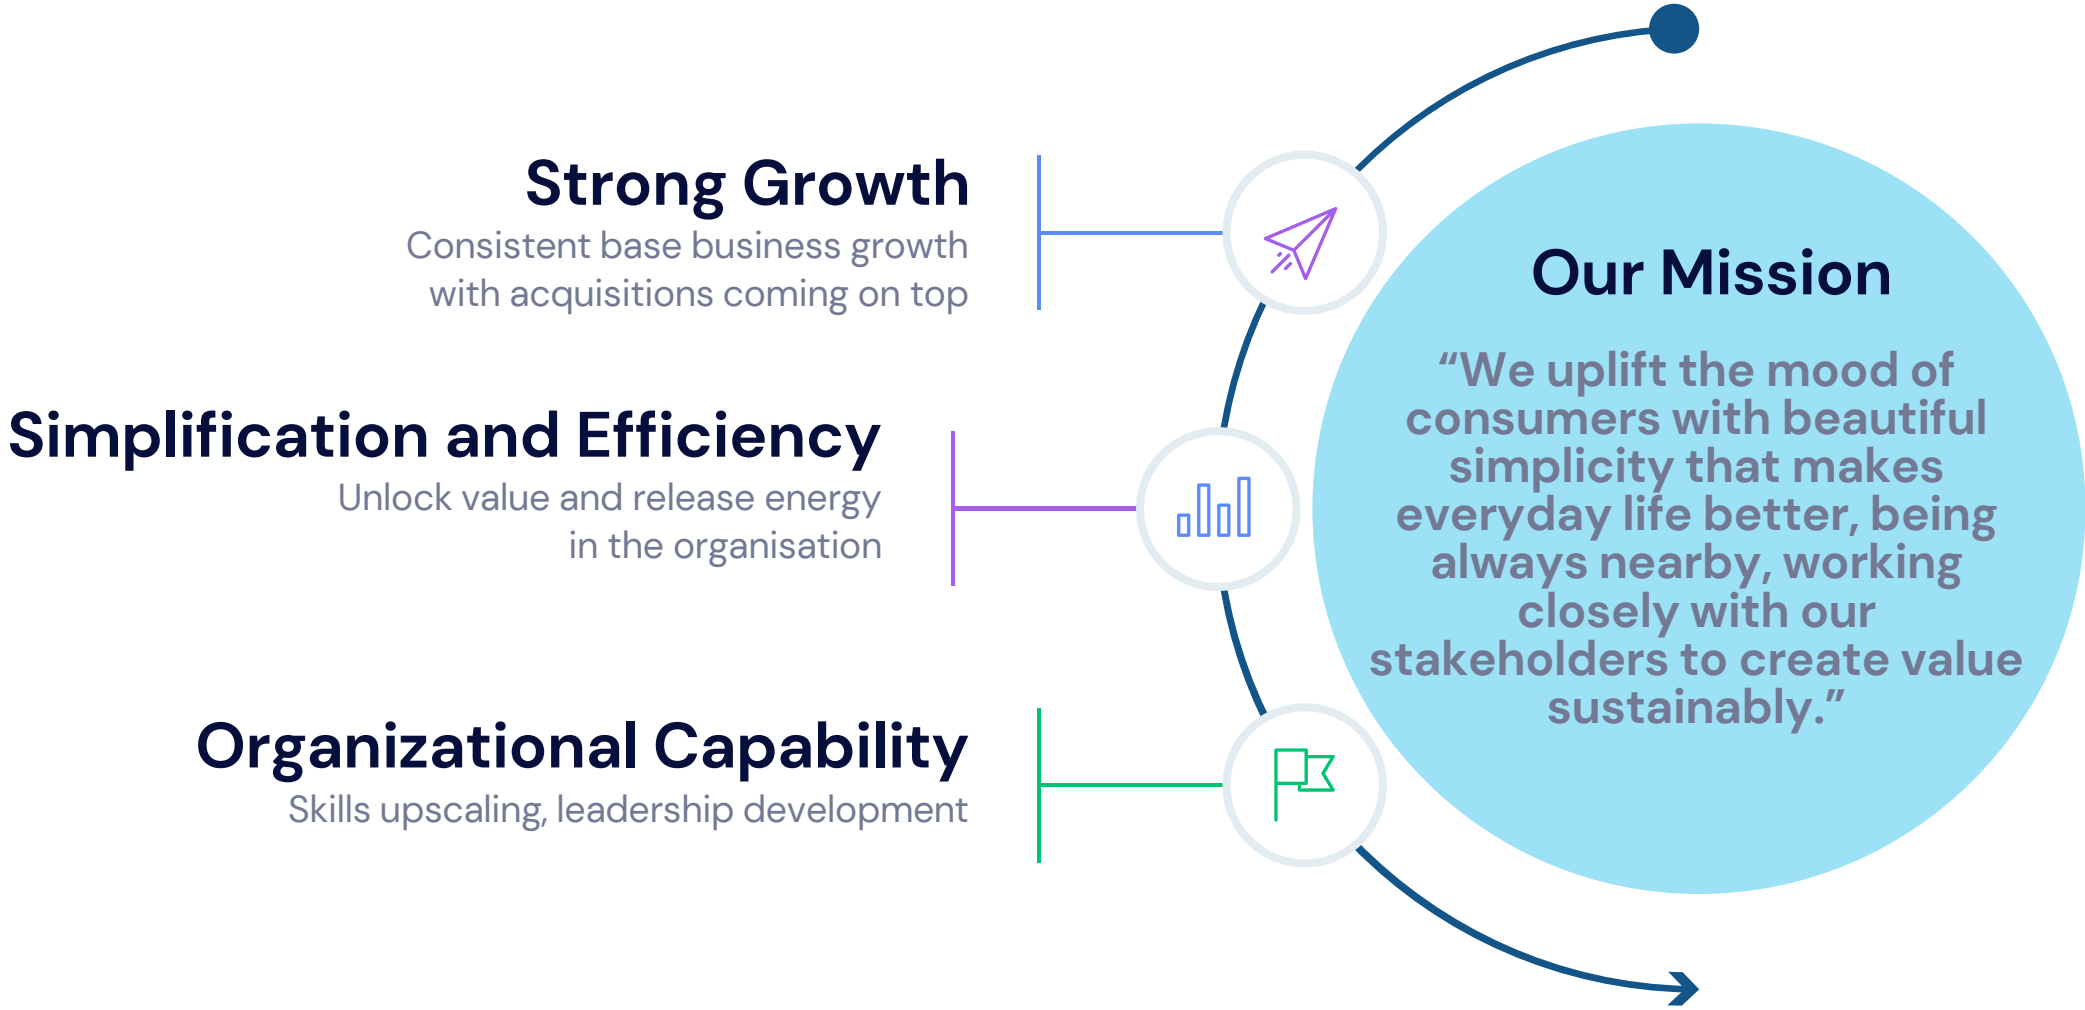 Strong Growth
Consistent base business growth
with acquisitions coming on top
Simplification and Efficiency
Unlock value and release energy
in the organisation
Organizational Capability
Skills upscaling, leadership development
Our Mission
“We uplift the mood of
consumers with beautiful
simplicity that makes
everyday life better, being
always nearby, working
closely with our
stakeholders to create value
sustainably.”